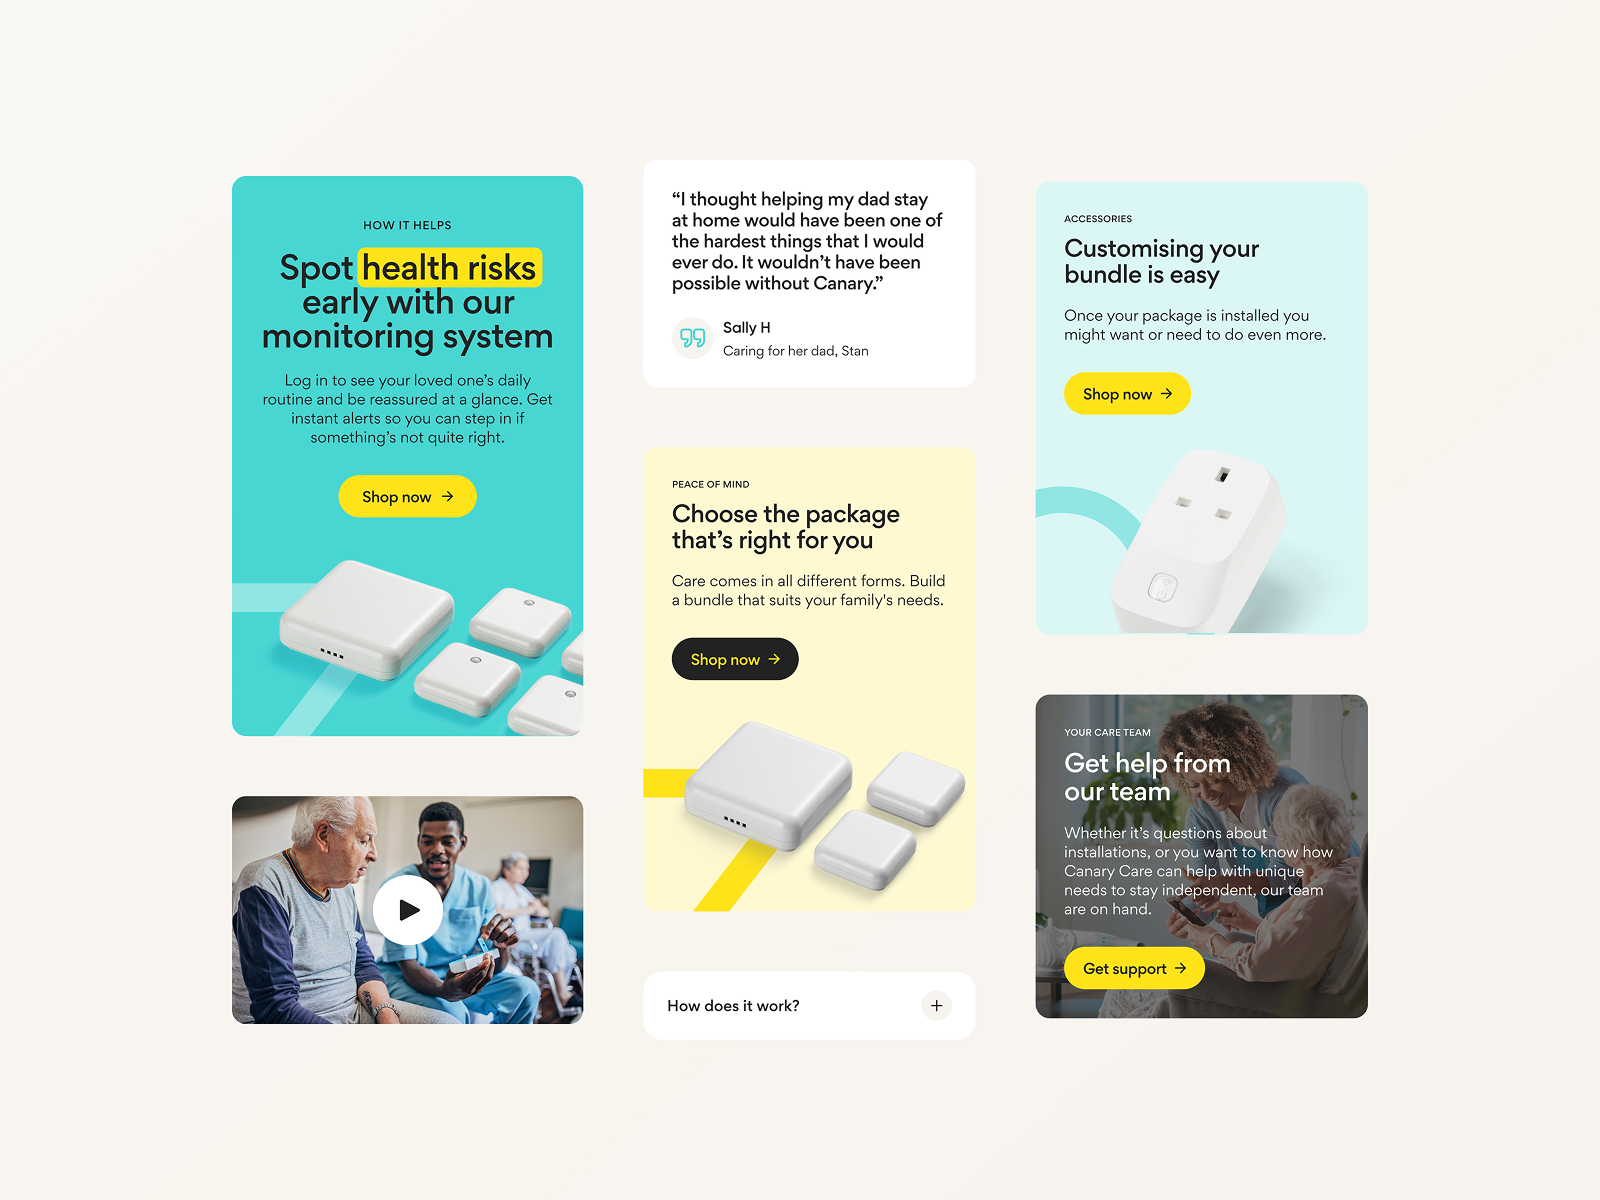 HOW IT HELPS
Spot health risks
early with our
monitoring system
Log in to see your loved one’s daily
routine and be reassured at a glance. Get
instant alerts so you can step in if
something’s not quite right.
Shop now
“I thought helping my dad stay
at home would have been one of
the hardest things that I would
ever do. It wouldn’t have been
possible without Canary.”
Sally H
Caring for her dad, Stan
PEACE OF MIND
Choose the package
that’s right for you
Care comes in all different forms. Build
a bundle that suits your family's needs.
Shop now
How does it work?
ACCESSORIES
Customising your
bundle is easy
Once your package is installed you
might want or need to do even more.
Shop now
YOUR CARE TEAM
Get help from
our team
Whether it’s questions about
installations, or you want to know how
Canary Care can help with unique
needs to stay independent, our team
are on hand.
Get support